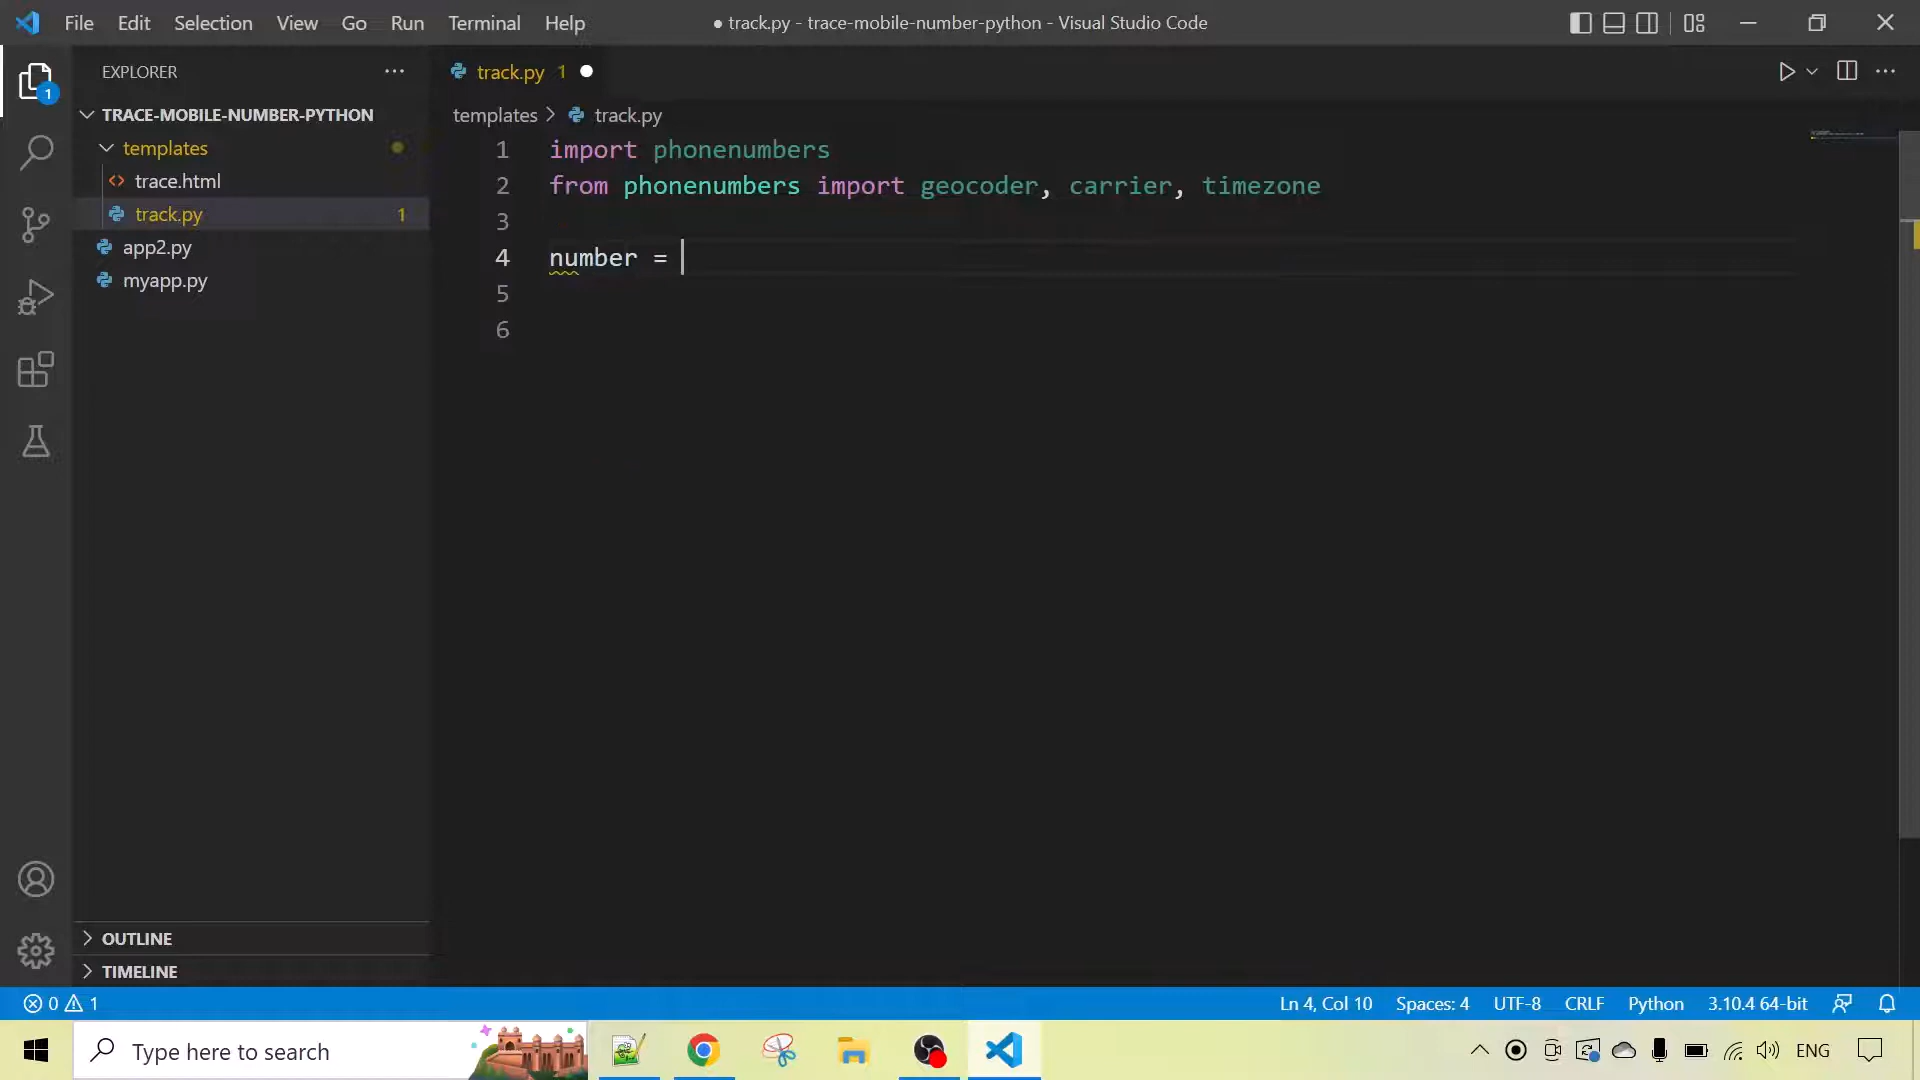 File Edit Selection View Go Run Terminal Help
● track.py - trace-mobile-number-python - Visual Studio Code
EXPLORER
track.py 1
1
TRACE-MOBILE-NUMBER-PYTHON
templates > track.py
templates
trace.html
track.py 1
app2.py
myapp.py
1 import phonenumbers
2 from phonenumbers import geocoder, carrier, timezone
3
4 number =
5
6
OUTLINE
TIMELINE
0 1
Ln 4, Col 10 Spaces: 4 UTF-8 CRLF Python 3.10.4 64-bit
Type here to search
ENG